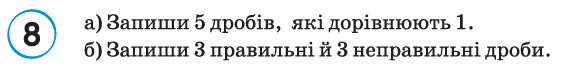 8 а) Запиши 5 дробів, які дорівнюють 1.
б) Запиши 3 правильні й 3 неправильні дроби.